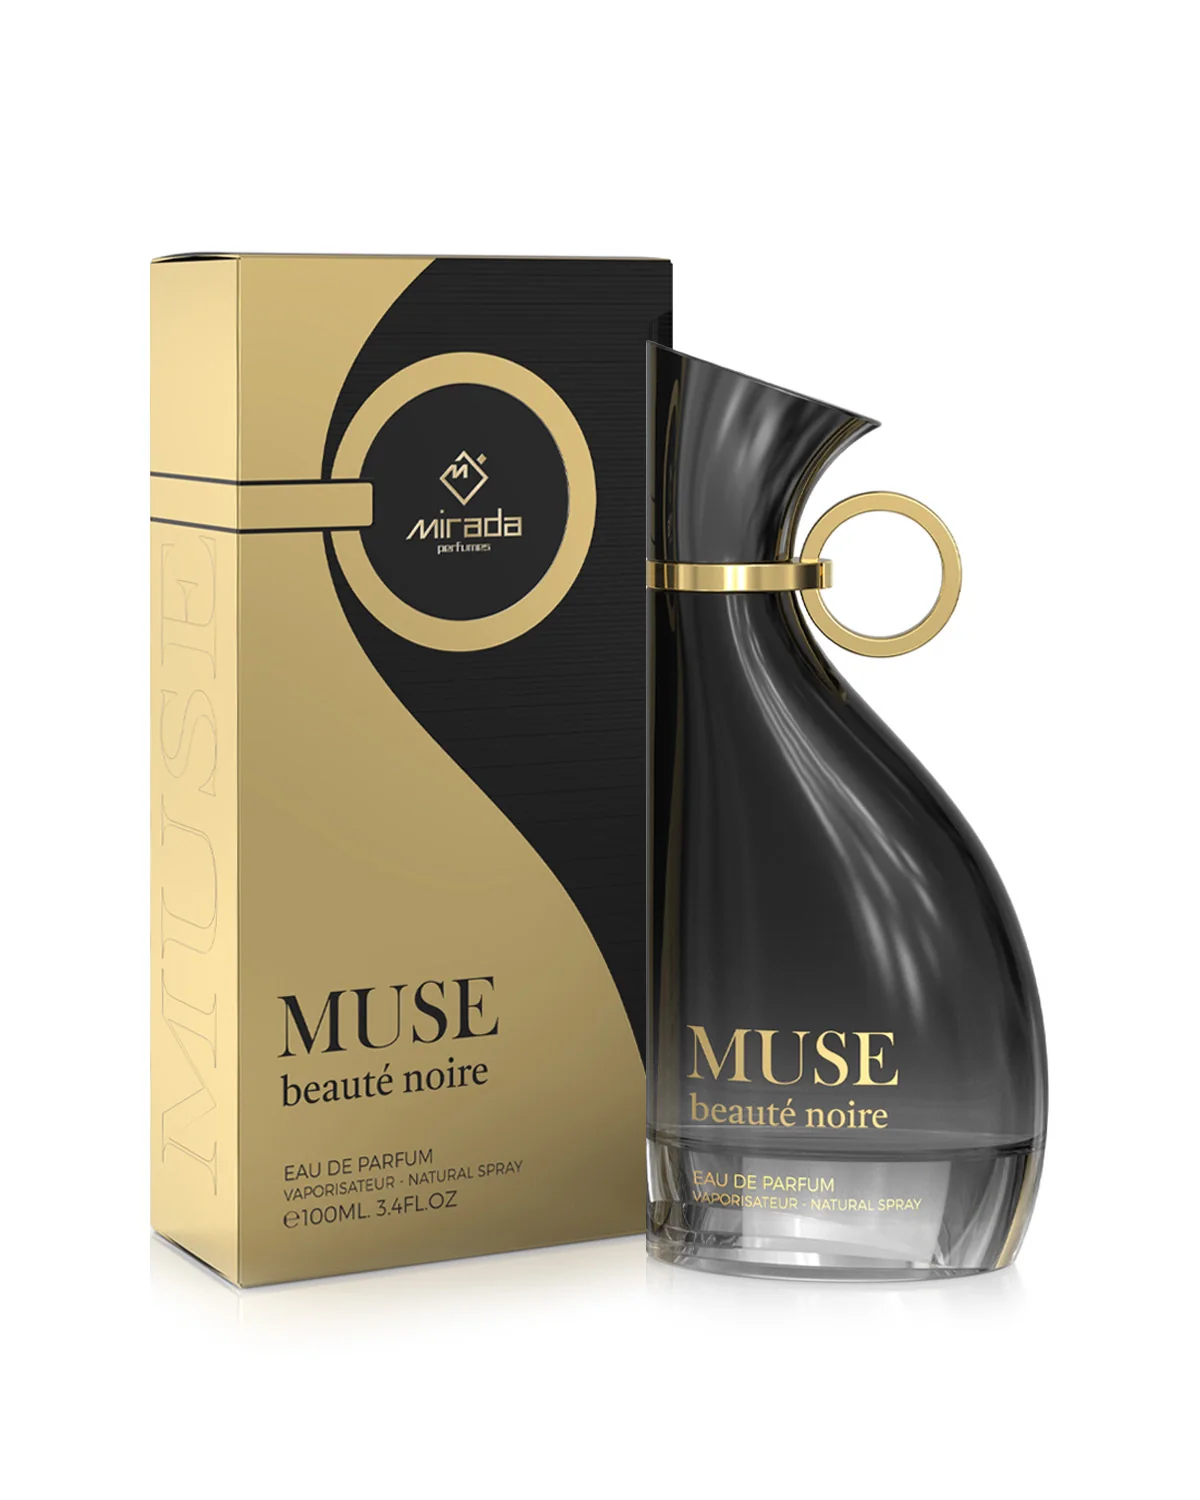 MUSE
M
mirada
perfumes
MUSE
beauté noire
EAU DE PARFUM
VAPORISATEUR - NATURAL SPRAY
℮100ML. 3.4FL.OZ
MUSE
beauté noire
EAU DE PARFUM
VAPORISATEUR - NATURAL SPRAY